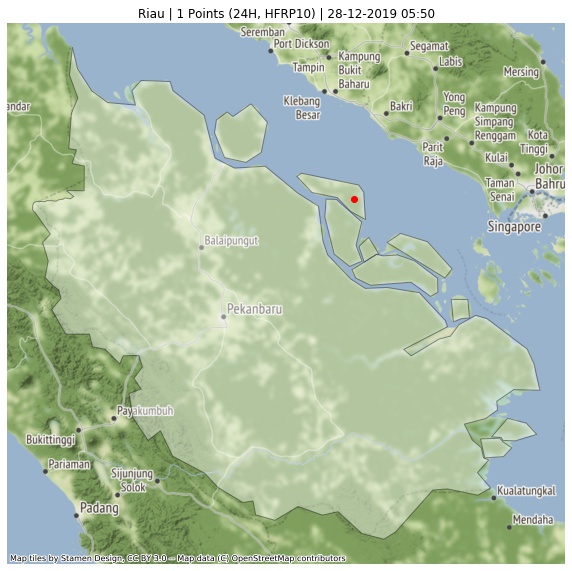 Riau | 1 Points (24H, HFRP10) | 28-12-2019 05:50
Seremban
Port Dickson
Segamat
Tampin
Kampung
Bukit
Baharu
Labis
Mersing
Klebang
Besar
Bakri
Yong
Peng
Kampung
Simpang
Renggam
andar
Parit
Raja
Kota
Tinggi
Kulai
Johor
Bahru
Taman
Senai
Singapore
Balaipungut
Pekanbaru
Payakumbuh
Bukittinggi
Pariaman
Sijunjung
Solok
Padang
Kualatungkal
Mendaha
Map tiles by Stamen Design, CC BY 3.0 -- Map data (C) OpenStreetMap contributors